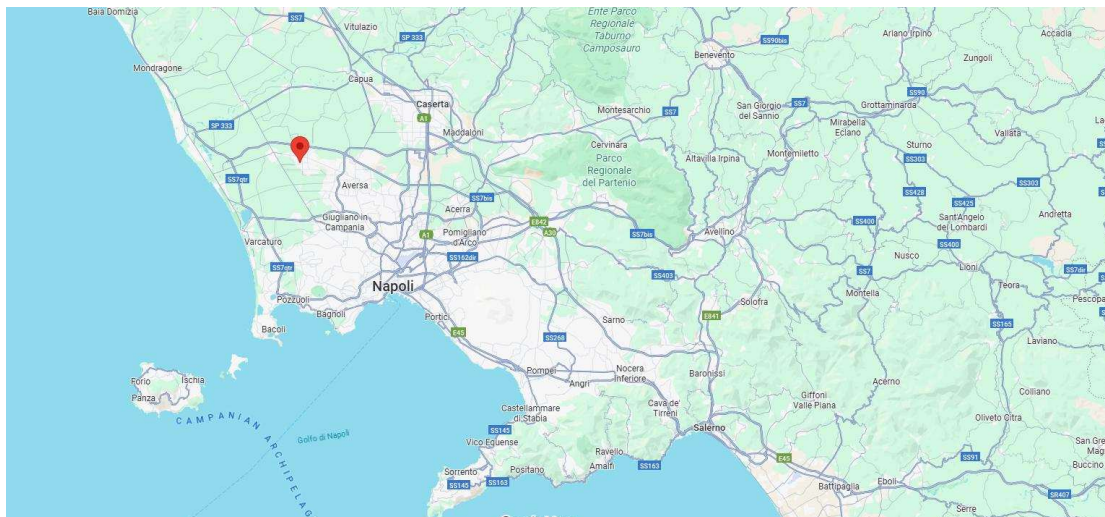 Baia Domizia
SS7
Vitulazio
SP 333
Ente Parco
Regionale
Taburno
Camposauro
Benevento
SS90bis
Ariano Irpino
Accadia
Zungoli
Mondragone
Capua
Caserta
A1
Montesarchio
SS7
San Giorgio
del Sannio
SS7
SS90
Grottaminarda
Mirabella
Eclano
Vallata
SP 333
Maddaloni
Cervinara
Parco
Regionale
del Partenio
Altavilla Irpina
Montemiletto
Sturno
SS303
SS303
SS7qtr
Aversa
SS7bis
Acerra
SS428
SS425
Giugliano in
Campania
A1
Pomigliano
d'Arco
E842
A30
SS7bis
Avellino
SS400
Sant'Angelo
dei Lombardi
Andretta
Varcaturo
SS162dir
SS400
Nusco
Lioni
SS7dir
SS7qtr
Napoli
SS403
SS7
Teora
Pescopa
Pozzuoli
Bagnoli
Solofra
Montella
Bacoli
Portici
E45
Sarno
E841
SS165
SS268
Laviano
Forio
Ischia
Panza
Pompei
Angri
Nocera
Inferiore
Baronissi
Acerno
Caliano
Giffoni
Valle Piana
Castellammare
di Stabia
Cava de'
Tirreni
Oliveto Citra
CAMPANIAN ARCHIPELAG
Golfo di Napoli
SS145
Vico Equense
Salerno
San Gre
Mag
E45
SS91
Ravello
Amalfi
SS163
Buccino
Sorrento
Positano
SS145
SS163
Battipaglia
Eboli
SR407
Serre